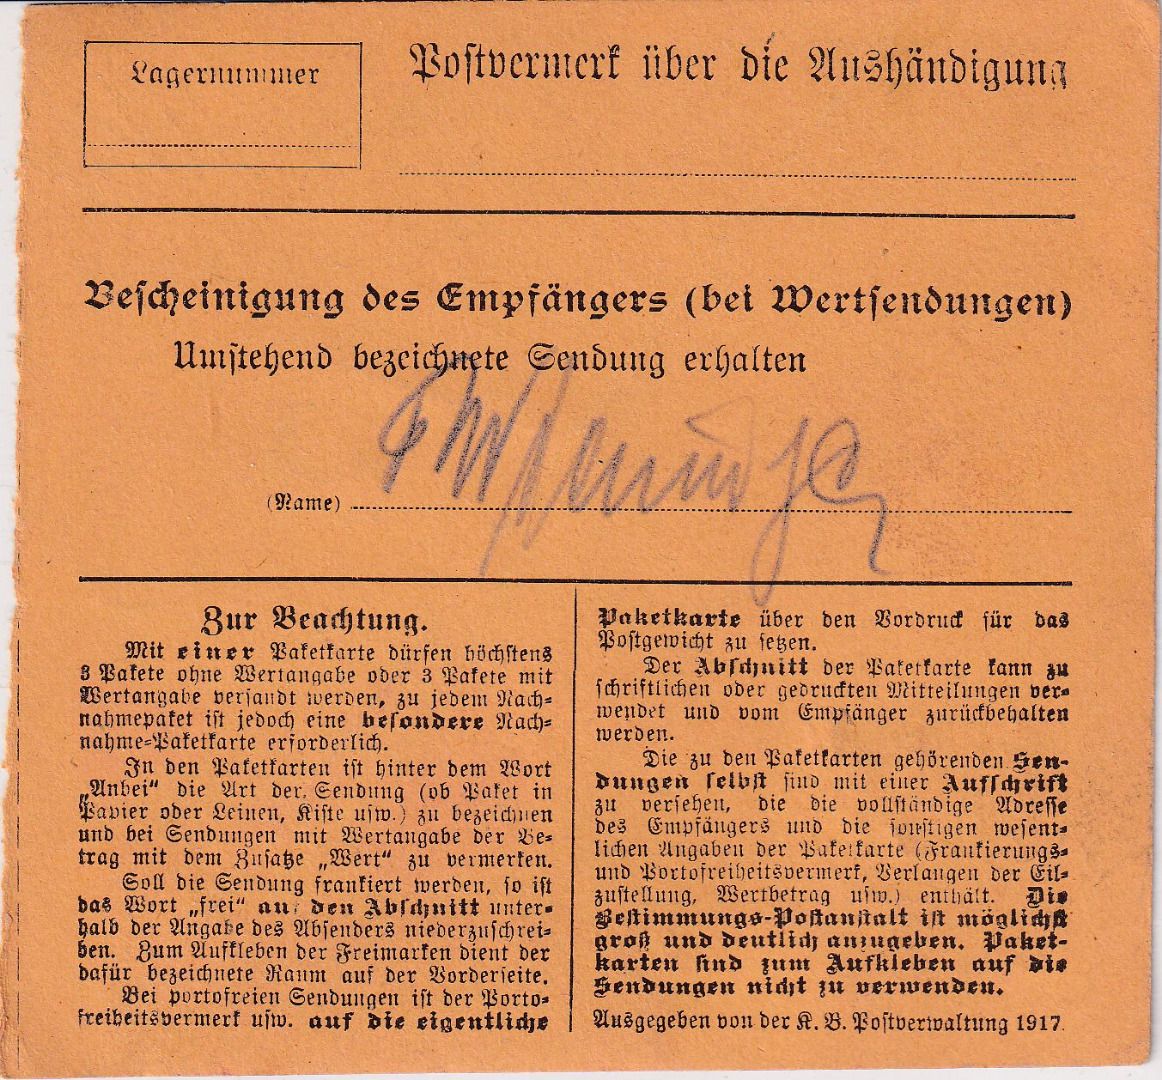 Lagernummer
Postvermerk über die Aushändigung
Bescheinigung des Empfängers (bei Wertsendungen)
Umstehend bezeichnete Sendung erhalten
(Name)
Zur Beachtung.
Mit einer Paketkarte dürfen höchstens
3 Pakete ohne Wertangabe oder 3 Pakete mit
Wertangabe versandt werden, zu jedem Nach-
nahmepaket ist jedoch eine besondere Nach-
nahme-Paketkarte erforderlich.
In den Paketkarten ist hinter dem Wort
„Anbei“ die Art der Sendung (ob Paket in
Papier oder Leinen, Kiste usw.) zu bezeichnen
und bei Sendungen mit Wertangabe der Be-
trag mit dem Zusatze „Wert“ zu vermerken.
Soll die Sendung frankiert werden, so ist
das Wort „frei“ auf den Abschnitt unter-
halb der Angabe des Absenders niederzuschrei-
ben. Zum Aufkleben der Freimarken dient der
dafür bezeichnete Raum auf der Vorderseite.
Bei portofreien Sendungen ist der Porto-
freiheitsvermerk usw. auf die eigentliche
Paketkarte über den Vordruck für das
Postgewicht zu setzen.
Der Abschnitt der Paketkarte kann zu
schriftlichen oder gedruckten Mitteilungen ver-
wendet und vom Empfänger zurückbehalten
werden.
Die zu den Paketkarten gehörenden Sen-
dungen selbst sind mit einer Aufschrift
zu versehen, die die vollständige Adresse
des Empfängers und die sonstigen wesent-
lichen Angaben der Paketkarte (Frankierungs-
und Portofreiheitsvermerk, Verlangen der Eil-
zustellung, Wertbetrag usw.) enthält. Die
Bestimmungs-Postanstalt ist möglichst
groß und deutlich anzugeben. Paket-
karten sind zum Aufkleben auf die
Sendungen nicht zu verwenden.
Ausgegeben von der K. B. Postverwaltung 1917.